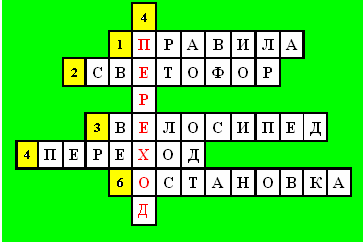 4
1 ПРАВИЛА
2 СВЕТОФОР
Р
3 ВЕЛОСИПЕД
4 ПЕРЕХОД
6 ОСТАНОВКА
Д